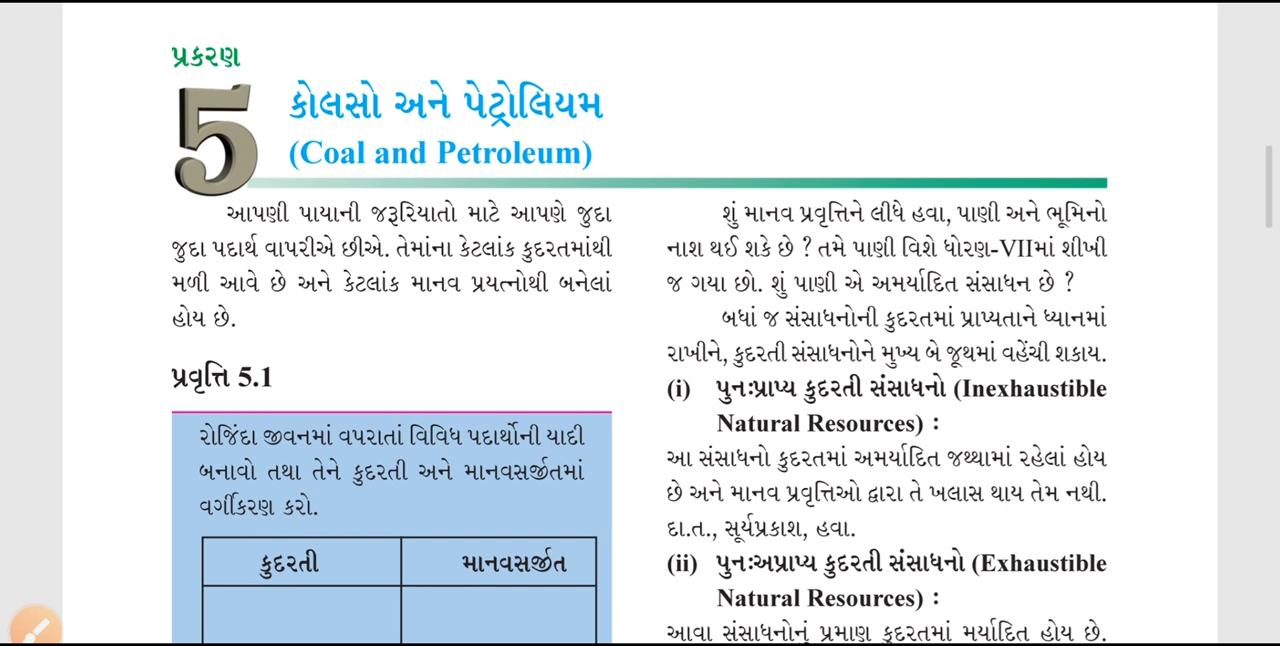 પ્રકરણ
5
કોલસો અને પેટ્રોલિયમ
(Coal and Petroleum)
આપણી પાયાની જરૂરિયાતો માટે આપણે જુદા
જુદા પદાર્થ વાપરીએ છીએ. તેમાંના કેટલાંક કુદરતમાંથી
મળી આવે છે અને કેટલાંક માનવ પ્રયત્નોથી બનેલાં
હોય છે.
પ્રવૃત્તિ 5.1
રોજિંદા જીવનમાં વપરાતાં વિવિધ પદાર્થોની યાદી
બનાવો તથા તેને કુદરતી અને માનવસર્જીતમાં
વર્ગીકરણ કરો.
કુદરતી માનવસર્જીત
શું માનવ પ્રવૃત્તિને લીધે હવા, પાણી અને ભૂમિનો
નાશ થઈ શકે છે ? તમે પાણી વિશે ધોરણ-VIIમાં શીખી
જ ગયા છો. શું પાણી એ અમર્યાદિત સંસાધન છે ?
બધાં જ સંસાધનોની કુદરતમાં પ્રાપ્યતાને ધ્યાનમાં
રાખીને, કુદરતી સંસાધનોને મુખ્ય બે જૂથમાં વહેંચી શકાય.
(i) પુનઃપ્રાપ્ય કુદરતી સંસાધનો (Inexhaustible
Natural Resources) :
આ સંસાધનો કુદરતમાં અમર્યાદિત જથ્થામાં રહેલાં હોય
છે અને માનવ પ્રવૃત્તિઓ દ્વારા તે ખલાસ થાય તેમ નથી.
દા.ત., સૂર્યપ્રકાશ, હવા.
(ii) પુનઃઅપ્રાપ્ય કુદરતી સંસાધનો (Exhaustible
Natural Resources) :
આવા સંસાધનોનું પ્રમાણ કુદરતમાં મર્યાદિત હોય છે.